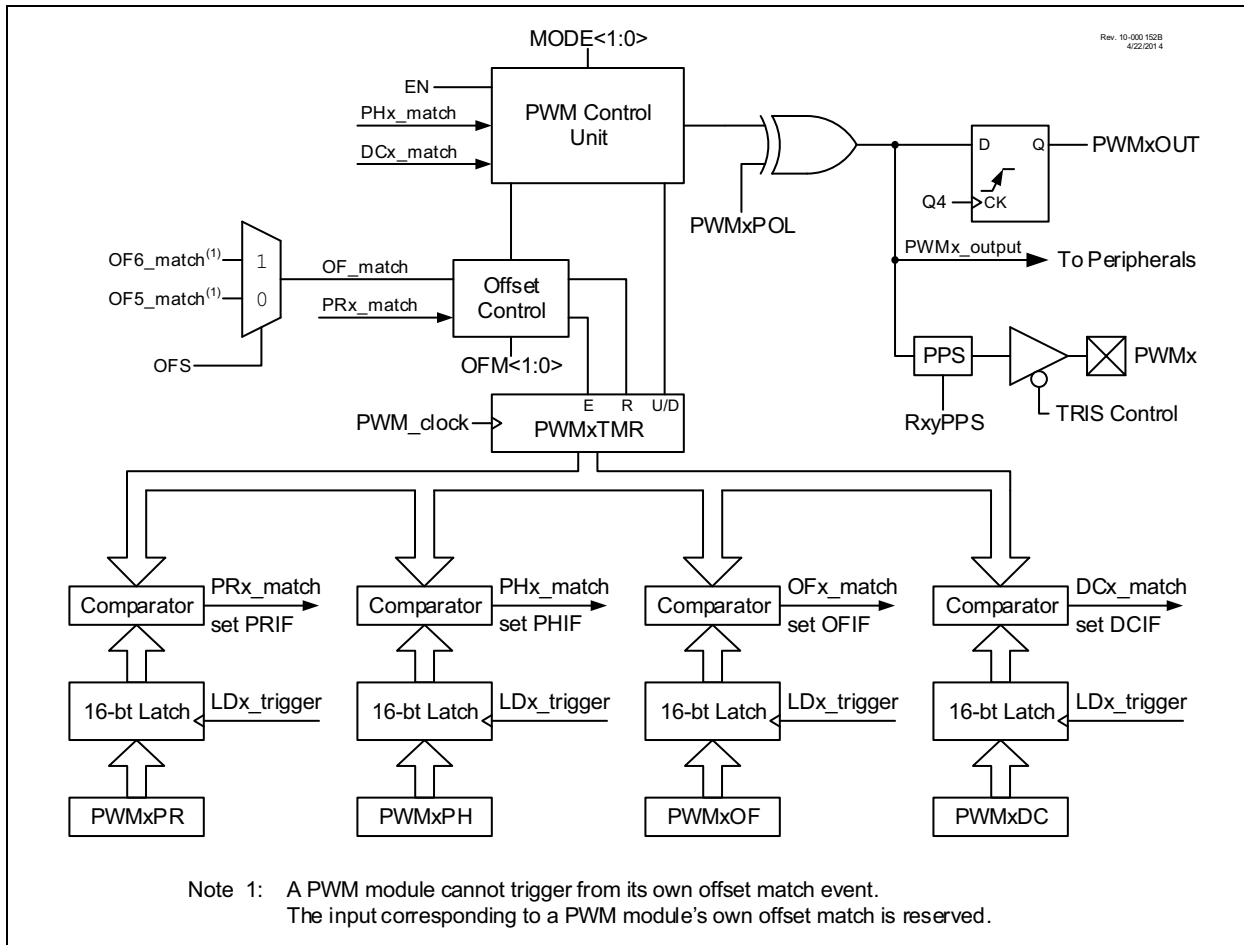 Rev. 10-000 152B
4/22/201 4
MODE<1:0>
EN
PHx_match
DCx_match
PWM Control
Unit
PWMxPOL
D
Q
Q4
CK
PWMxOUT
PWMx_output
To Peripherals
OF6_match(1)
OF5_match(1)
1
0
OFS
OF_match
PRx_match
Offset
Control
OFM<1:0>
PPS
RxyPPS
PWMx
TRIS Control
E
R
U/D
PWM_clock
PWMxTMR
Comparator
PRx_match
set PRIF
Comparator
PHx_match
set PHIF
Comparator
OFx_match
set OFIF
Comparator
DCx_match
set DCIF
16-bt Latch
LDx_trigger
16-bt Latch
LDx_trigger
16-bt Latch
LDx_trigger
16-bt Latch
LDx_trigger
PWMxPR
PWMxPH
PWMxOF
PWMxDC
Note 1: A PWM module cannot trigger from its own offset match event.
The input corresponding to a PWM module's own offset match is reserved.